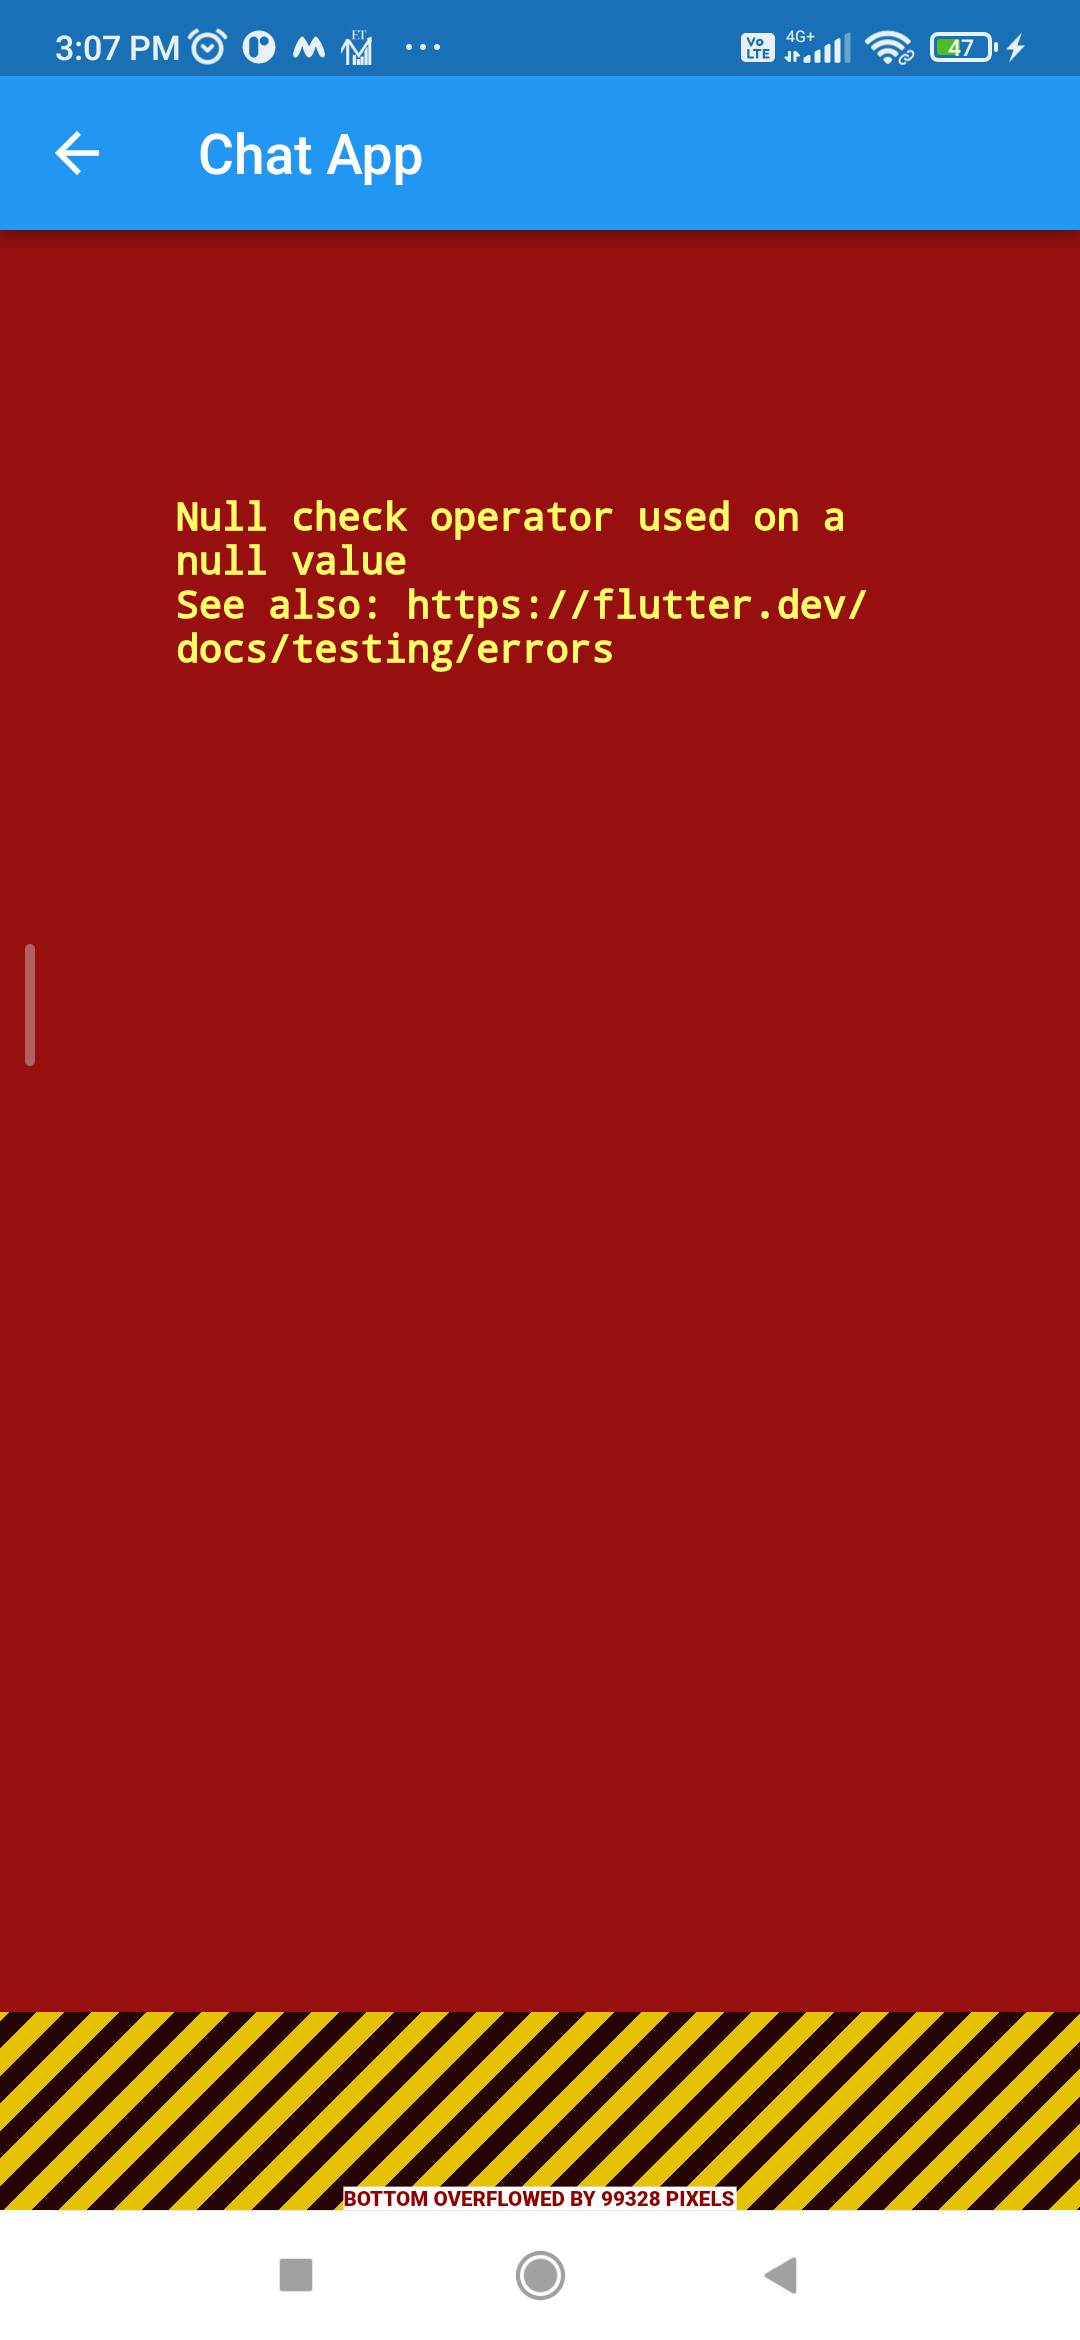 3:07 PM
ET
Vo LTE
4G+
47
Chat App
Null check operator used on a
null value
See also: https://flutter.dev/
docs/testing/errors
BOTTOM OVERFLOWED BY 99328 PIXELS